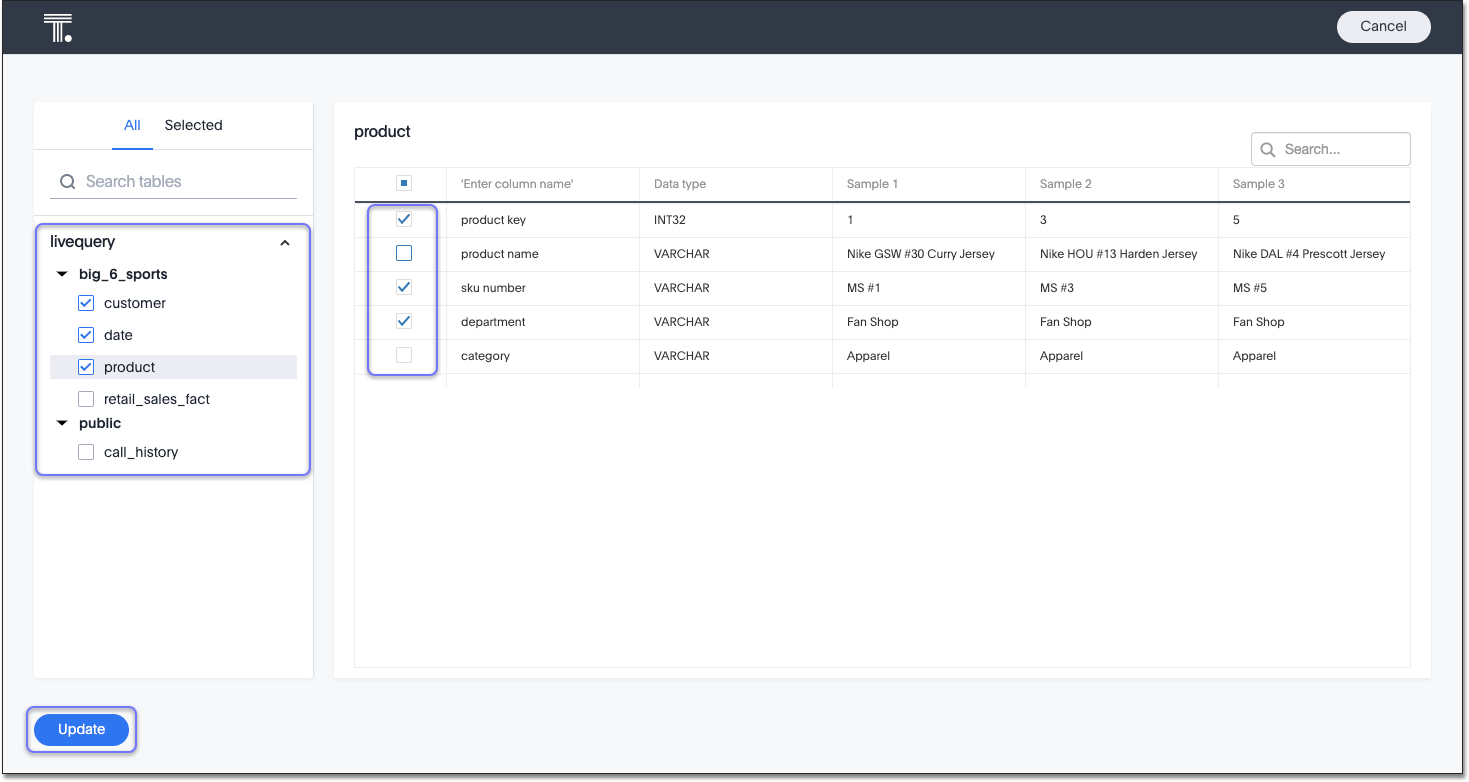 T.
Cancel
All Selected
Search tables
livequery
big_6_sports
customer
date
product
retail_sales_fact
public
call_history
product
Search...
'Enter column name' Data type Sample 1 Sample 2 Sample 3
product key INT32 1 3 5
product name VARCHAR Nike GSW #30 Curry Jersey Nike HOU #13 Harden Jersey Nike DAL #4 Prescott Jersey
sku number VARCHAR MS #1 MS #3 MS #5
department VARCHAR Fan Shop Fan Shop Fan Shop
category VARCHAR Apparel Apparel Apparel
Update